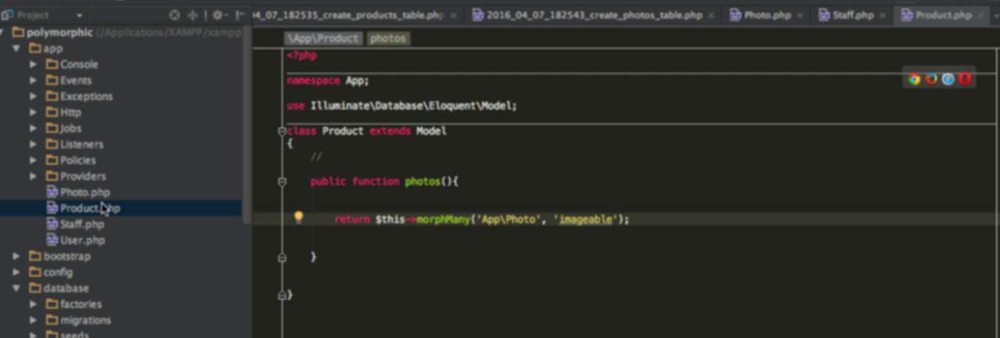 Project
04_07_182535_create_products_table.php
2016_04_07_182543_create_photos_table.php
Photo.php
Staff.php
Product.php
polymorphic (/Applications/XAMPP/xampp
app
Console
Events
Exceptions
Http
Jobs
Listeners
Policies
Providers
Photo.php
Product.php
Staff.php
User.php
bootstrap
config
database
factories
migrations
seeds
\App\Product photos
<?php
namespace App;
use Illuminate\Database\Eloquent\Model;
class Product extends Model
{
//
public function photos(){
return $this->morphMany('App\Photo', 'imageable');
}
}